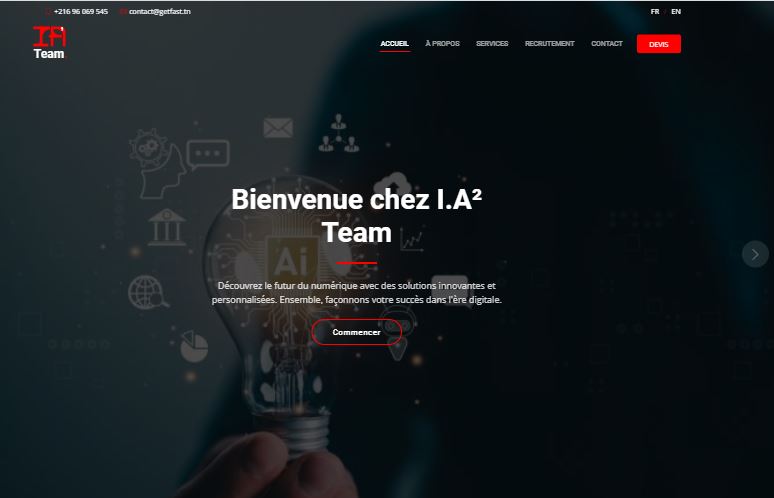 +216 96 069 545 contact@getfast.tn FR / EN
IA
Team
ACCUEIL À PROPOS SERVICES RECRUTEMENT CONTACT DEVIS
Bienvenue chez I.A²
Team
Ai
Découvrez le futur du numérique avec des solutions innovantes et
personnalisées. Ensemble, façonnons votre succès dans l'ère digitale.
Commencer